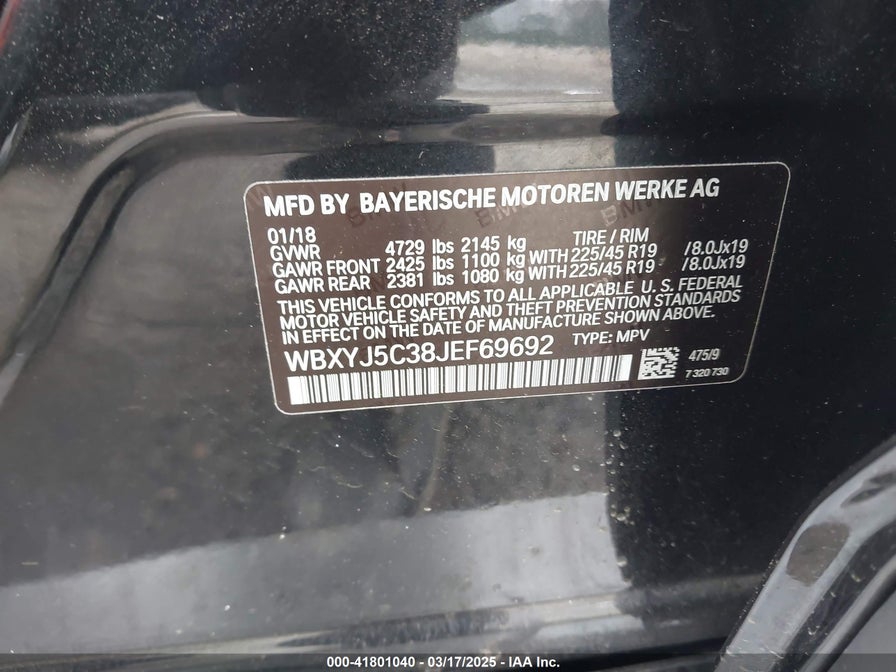 MFD BY BAYERISCHE MOTOREN WERKE AG
01/18 TIRE / RIM
GVWR 4729 lbs 2145 kg
GAWR FRONT 2425 lbs 1100 kg WITH 225/45 R19 /8.0Jx19
GAWR REAR 2381 lbs 1080 kg WITH 225/45 R19 /8.0Jx19
THIS VEHICLE CONFORMS TO ALL APPLICABLE U. S. FEDERAL
MOTOR VEHICLE SAFETY AND THEFT PREVENTION STANDARDS
IN EFFECT ON THE DATE OF MANUFACTURE SHOWN ABOVE.
WBXYJ5C38JEF69692 TYPE: MPV
475/9
7 320 730
000-41801040 - 03/17/2025 - IAA Inc.